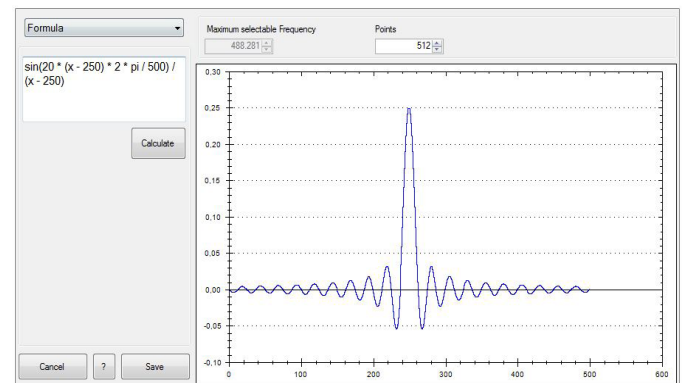 Formula
Maximum selectable Frequency
Points
488.281
512
sin(20 * (x - 250) * 2 * pi / 500) /
(x - 250)
Calculate
0,30
0,25
0,20
0,15
0,10
0,05
0,00
-0,05
-0,10
0 100 200 300 400 500 600
Cancel ? Save